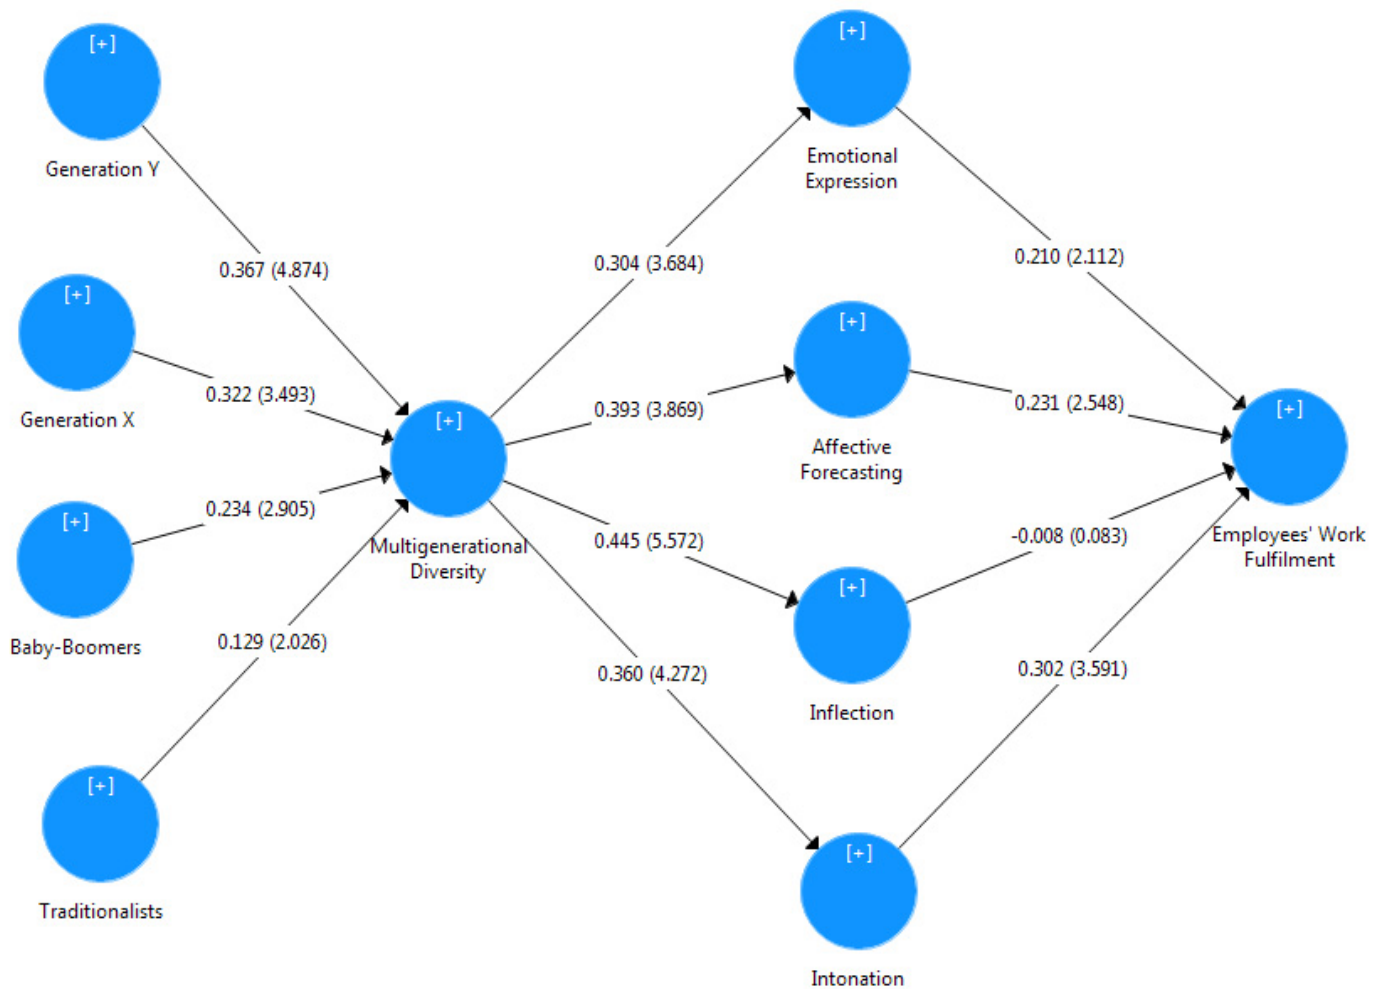 [+]
Generation Y
[+]
Generation X
[+]
Baby-Boomers
[+]
Traditionalists
0.367 (4.874)
0.322 (3.493)
0.234 (2.905)
0.129 (2.026)
[+]
Multigenerational
Diversity
0.304 (3.684)
0.393 (3.869)
0.445 (5.572)
0.360 (4.272)
[+]
Emotional
Expression
[+]
Affective
Forecasting
[+]
Inflection
[+]
Intonation
0.210 (2.112)
0.231 (2.548)
-0.008 (0.083)
0.302 (3.591)
[+]
Employees' Work
Fulfilment